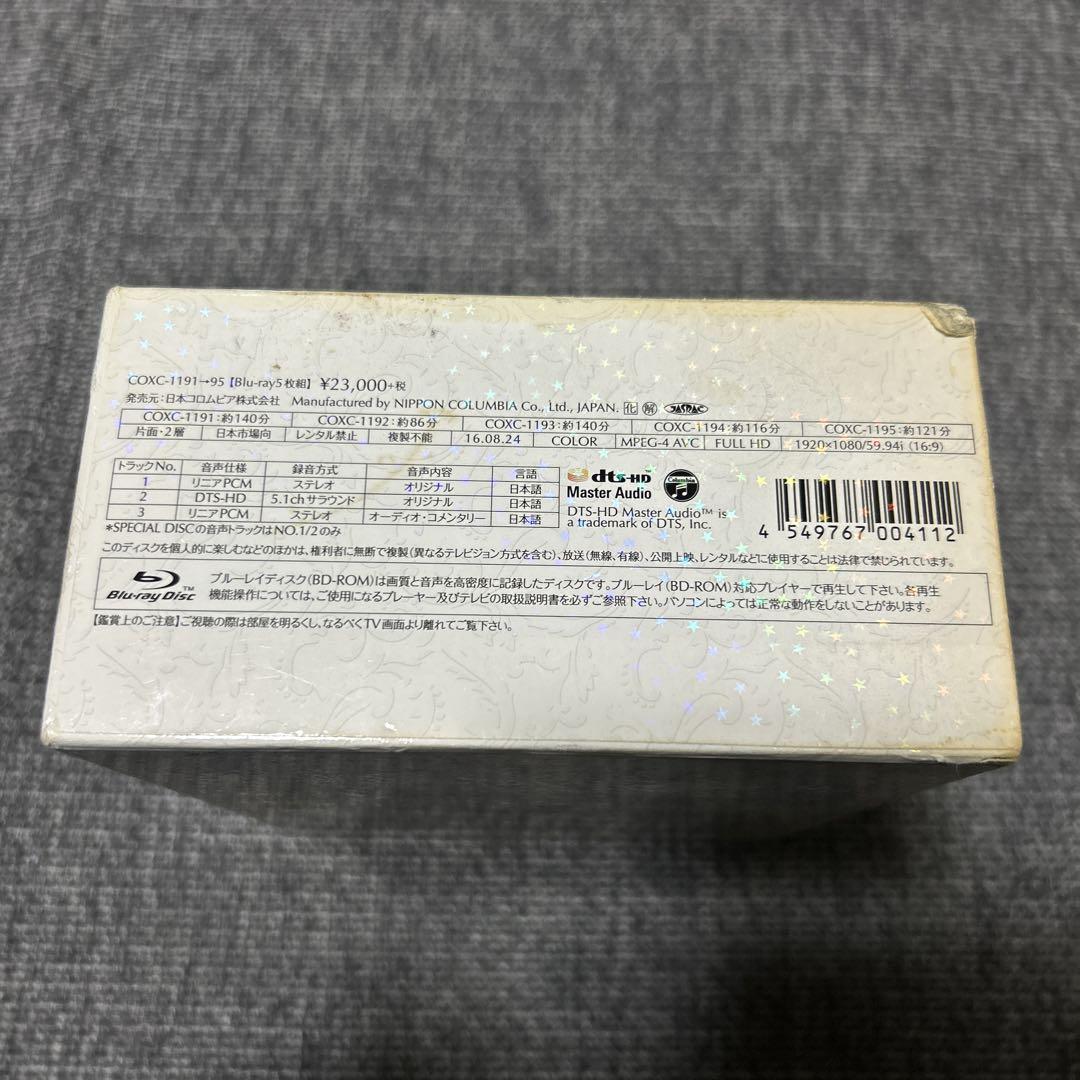 COXC-1191→95【Blu-ray5枚組】 ¥23,000+税
発売元:日本コロムビア株式会社 Manufactured by NIPPON COLUMBIA Co., Ltd., JAPAN. 化 解 JASRAC
COXC-1191:約140分 COXC-1192:約86分 COXC-1193:約140分 COXC-1194:約116分 COXC-1195:約121分
片面・2層 日本市場向 レンタル禁止 複製不能 16.08.24 COLOR MPEG-4 AVC FULL HD 1920×1080/59.94i (16:9)
トラックNo. 音声仕様 録音方式 音声内容 言語
1 リニアPCM ステレオ オリジナル 日本語
2 DTS-HD 5.1chサラウンド オリジナル 日本語
3 リニアPCM ステレオ オーディオ・コメンタリー 日本語
*SPECIAL DISCの音声トラックはNO.1/2のみ
dts-HD
Master Audio
Columbia
DTS-HD Master Audio™ is
a trademark of DTS, Inc.
4 549767 004112
このディスクを個人的に楽しむなどのほかは、権利者に無断で複製(異なるテレビジョン方式を含む)、放送(無線、有線)、公開上映、レンタルなどに使用することは法律で禁じられています。
Blu-ray Disc™
ブルーレイディスク(BD-ROM)は画質と音声を高密度に記録したディスクです。ブルーレイ(BD-ROM)対応プレイヤーで再生して下さい。各再生
機能操作については、ご使用になるプレーヤー及びテレビの取扱説明書を必ずご参照下さい。パソコンによっては正常な動作をしないことがあります。
【鑑賞上のご注意】ご視聴の際は部屋を明るくし、なるべくTV画面より離れてご覧下さい。